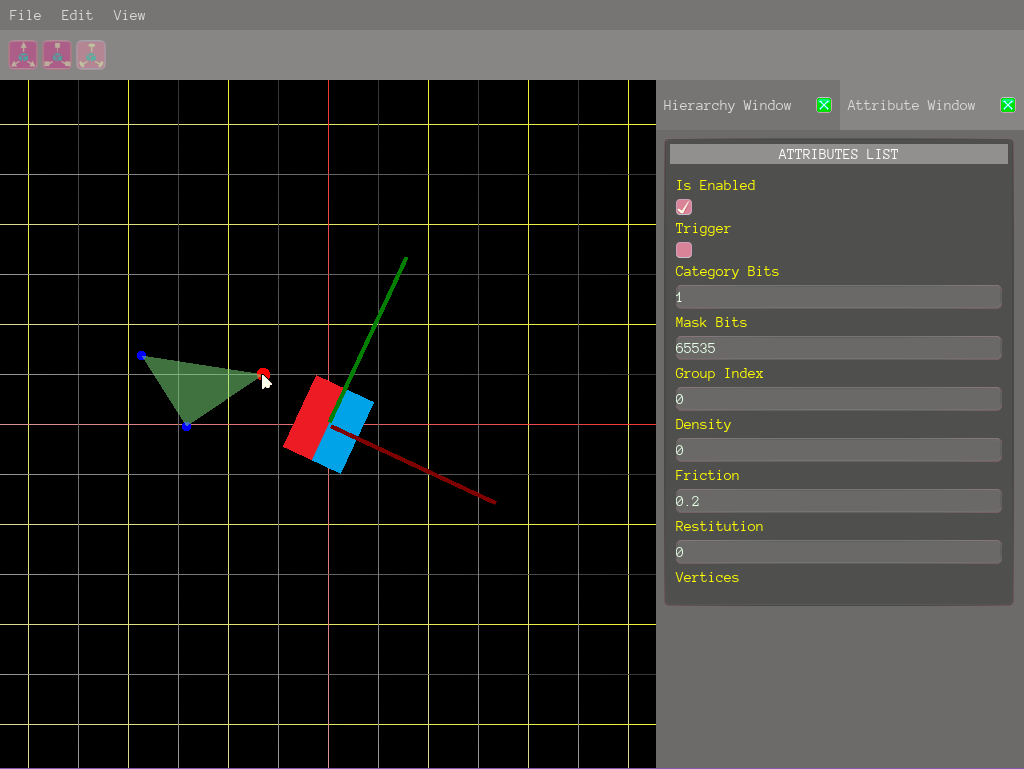 File Edit View
Hierarchy Window Attribute Window
ATTRIBUTES LIST
Is Enabled
Trigger
Category Bits
1
Mask Bits
65535
Group Index
0
Density
0
Friction
0.2
Restitution
0
Vertices